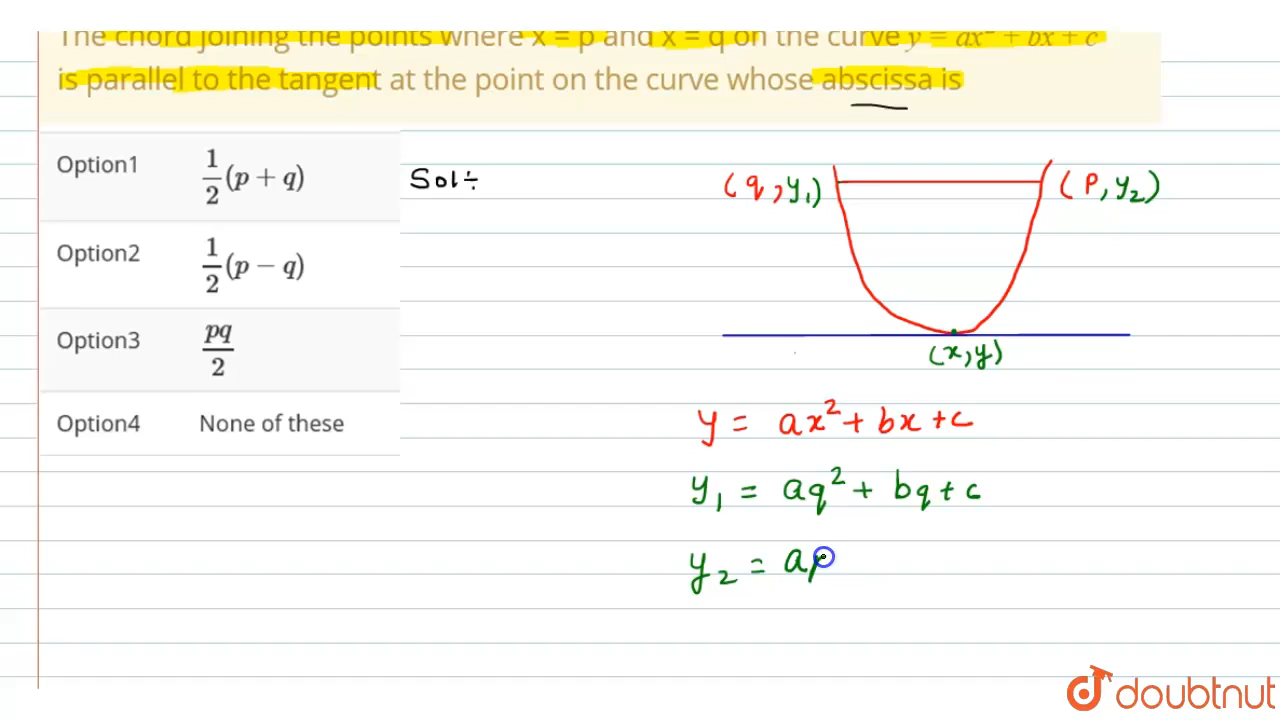 The chord joining the points where x = p and x = q on the curve y = ax² + bx + c
is parallel to the tangent at the point on the curve whose abscissa is
Option1 1/2 (p + q)
Option2 1/2 (p − q)
Option3 pq/2
Option4 None of these
Sol÷
(q, y₁) (P, y₂)
(x, y)
y = ax² + bx + c
y₁ = aq² + bq + c
y₂ = ap
doubtnut